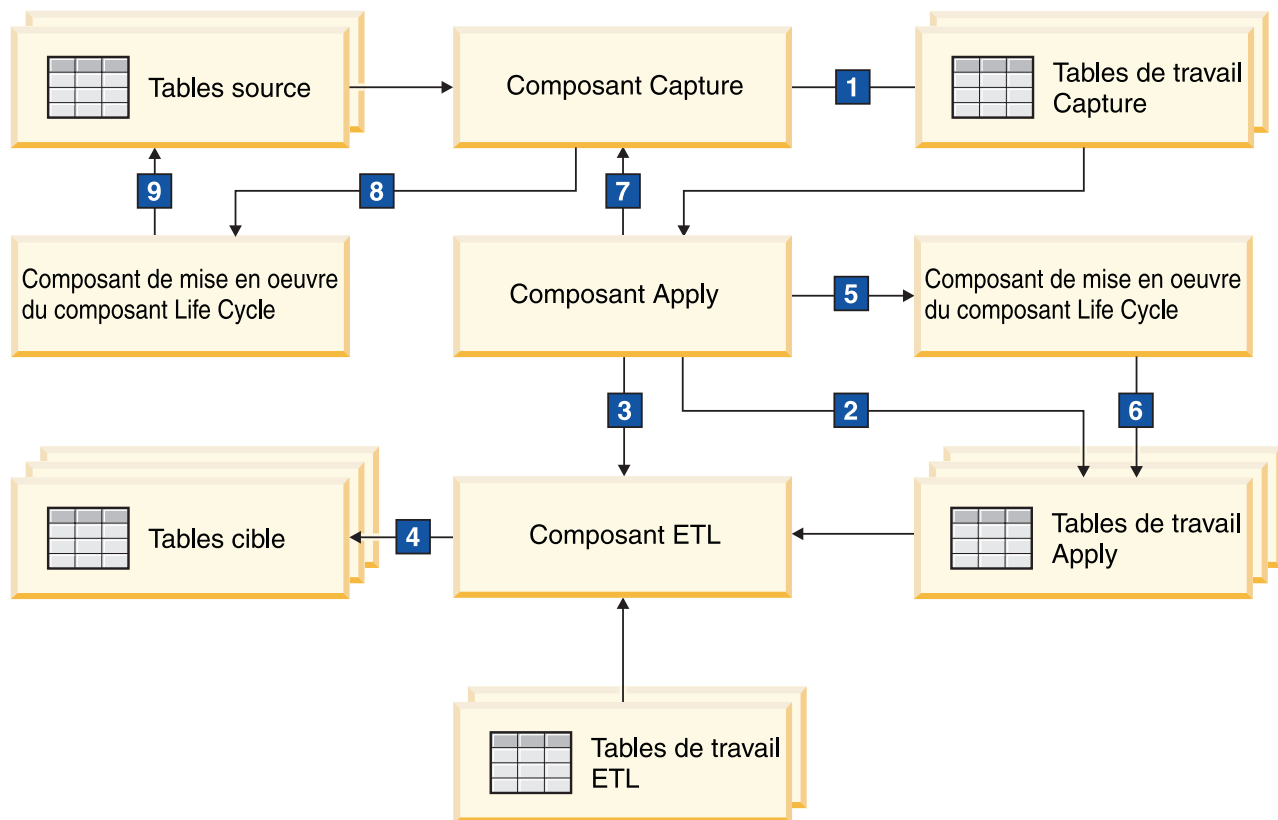 Tables source
Composant Capture
1
Tables de travail
Capture
9
8
7
Composant de mise en oeuvre
du composant Life Cycle
Composant Apply
5
Composant de mise en oeuvre
du composant Life Cycle
3
2
6
Tables cible
4
Composant ETL
Tables de travail
Apply
Tables de travail
ETL